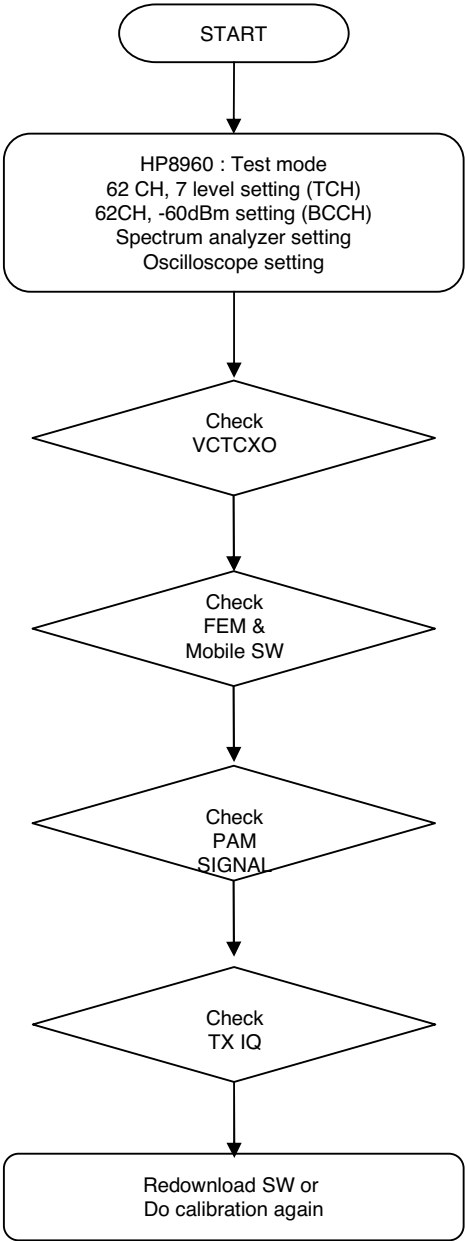 START
HP8960 : Test mode
62 CH, 7 level setting (TCH)
62CH, -60dBm setting (BCCH)
Spectrum analyzer setting
Oscilloscope setting
Check
VCTCXO
Check
FEM &
Mobile SW
Check
PAM
SIGNAL
Check
TX IQ
Redownload SW or
Do calibration again